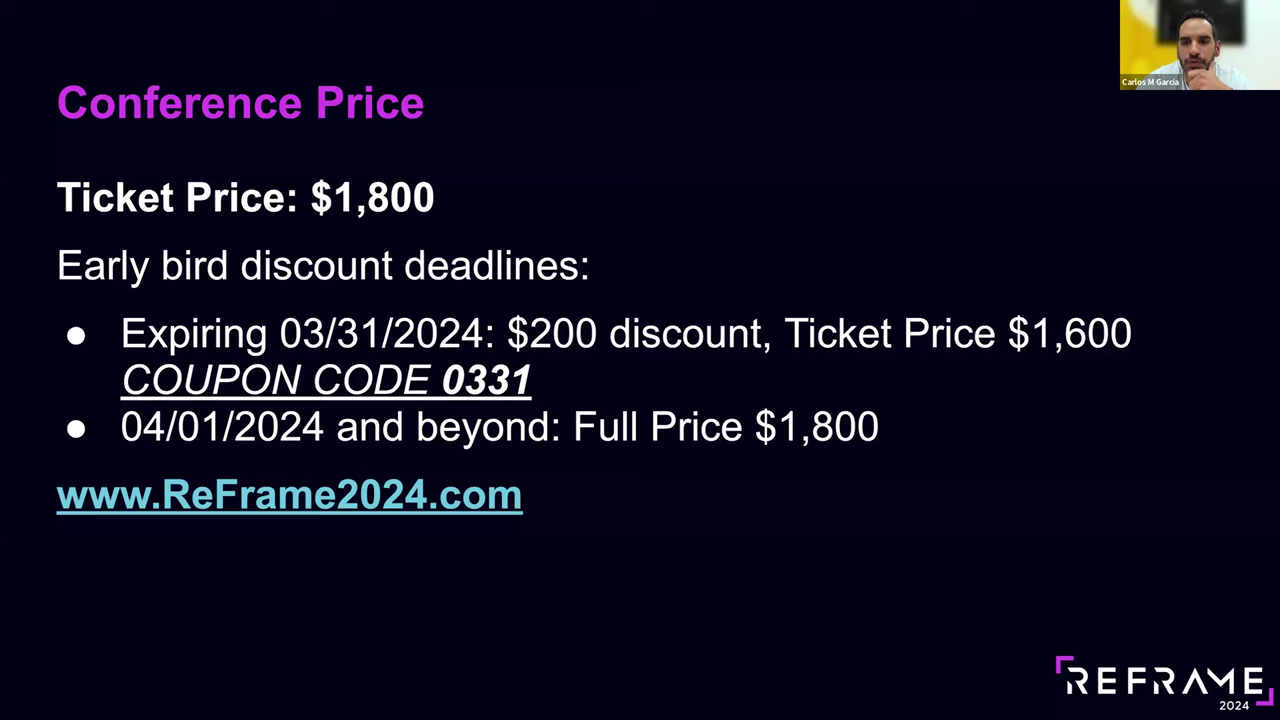 Carlos M Garcia
Conference Price
Ticket Price: $1,800
Early bird discount deadlines:
● Expiring 03/31/2024: $200 discount, Ticket Price $1,600
COUPON CODE 0331
● 04/01/2024 and beyond: Full Price $1,800
www.ReFrame2024.com
REFRAME
2024